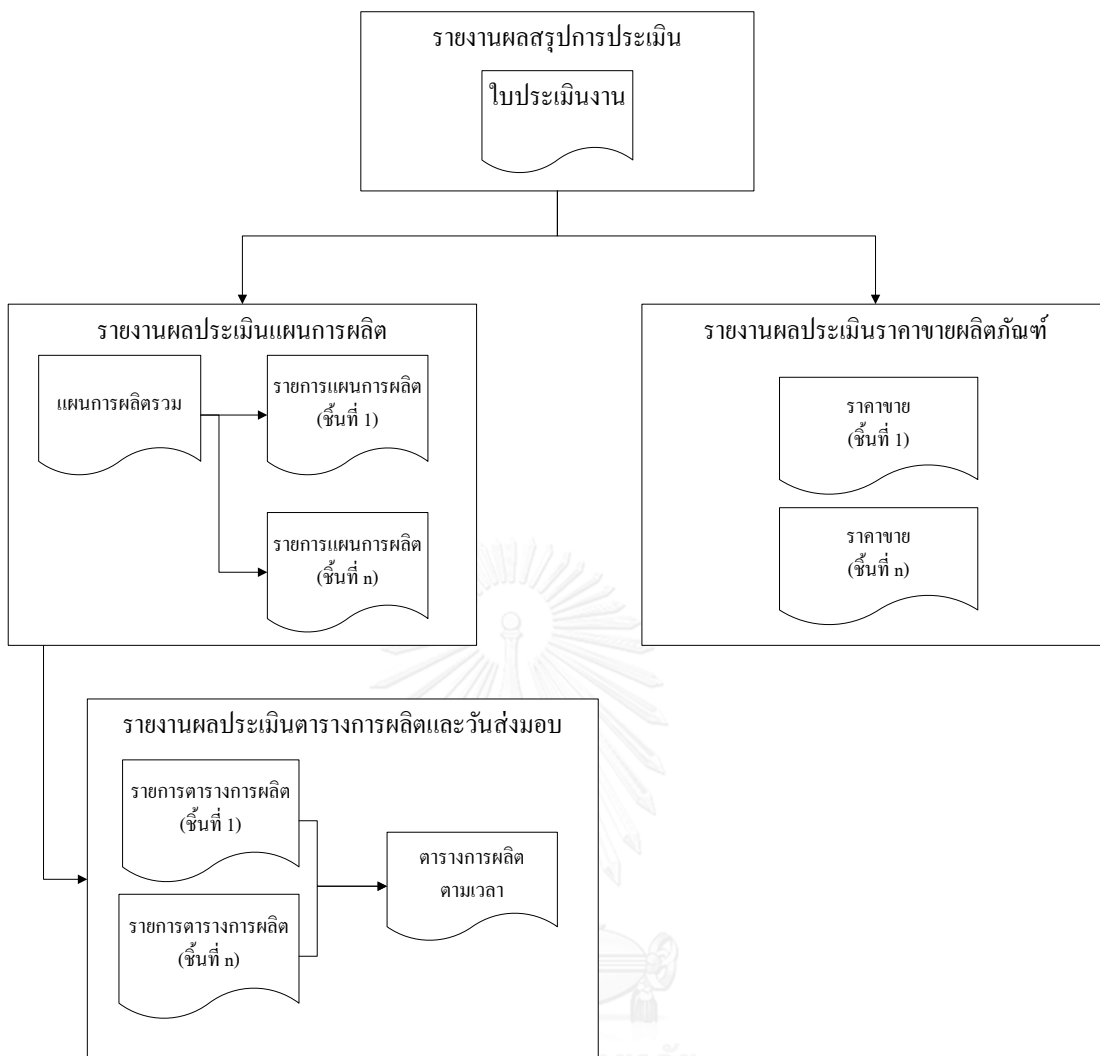 รายงานผลสรุปการประเมิน
ใบประเมินงาน
รายงานผลประเมินแผนการผลิต
แผนการผลิตรวม
รายการแผนการผลิต
(ชิ้นที่ 1)
รายการแผนการผลิต
(ชิ้นที่ n)
รายงานผลประเมินราคาขายผลิตภัณฑ์
ราคาขาย
(ชิ้นที่ 1)
ราคาขาย
(ชิ้นที่ n)
รายงานผลประเมินตารางการผลิตและวันส่งมอบ
รายการตารางการผลิต
(ชิ้นที่ 1)
รายการตารางการผลิต
(ชิ้นที่ n)
ตารางการผลิต
ตามเวลา